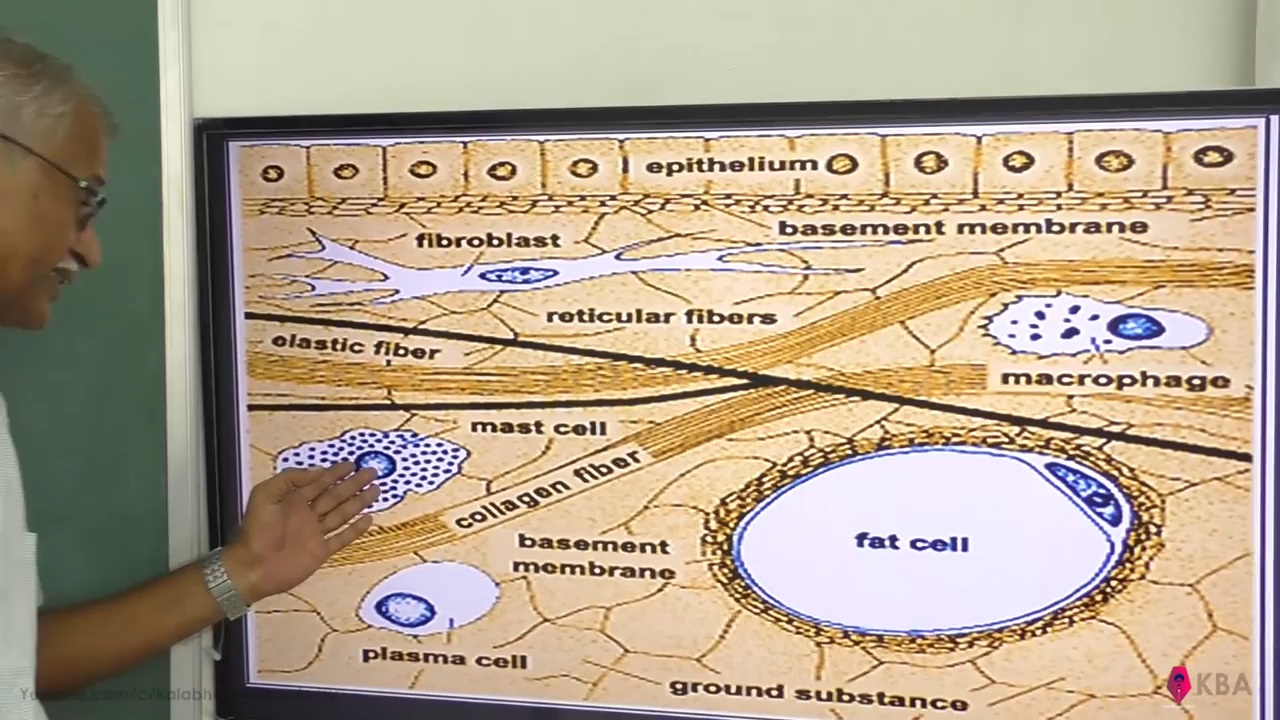 epithelium
basement membrane
fibroblast
reticular fibers
elastic fiber
macrophage
mast cell
collagen fiber
fat cell
basement
membrane
plasma cell
ground substance
KBA